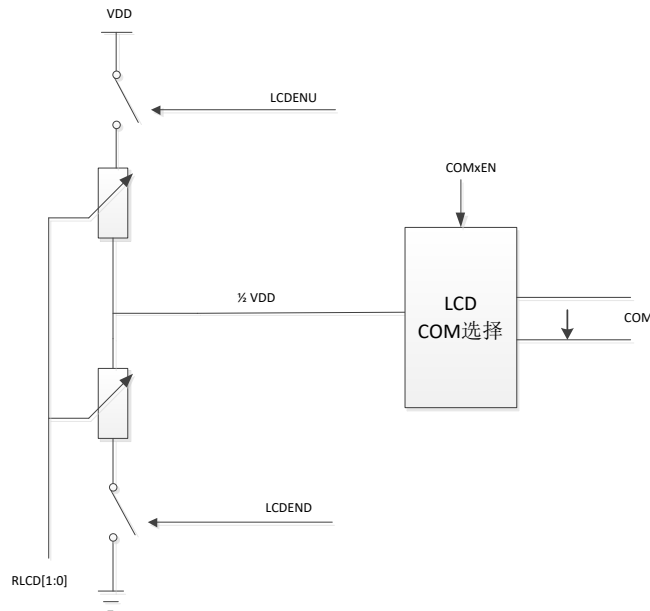 VDD
LCDENU
COMxEN
½ VDD
LCD
COM选择
COM
LCDEND
RLCD[1:0]